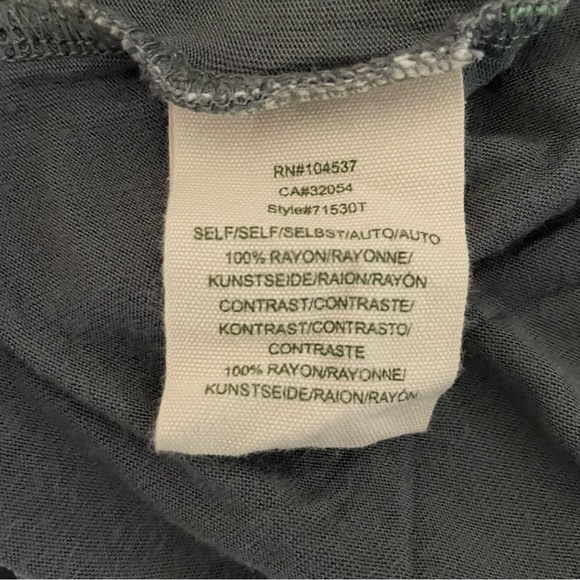 RN#104537
CA#32054
Style#71530T
SELF/SELF/SELBST/AUTO/AUTO
100% RAYON/RAYONNE/
KUNSTSEIDE/RAION/RAYÓN
CONTRAST/CONTRASTE/
KONTRAST/CONTRASTO/
CONTRASTE
100% RAYON/RAYONNE/
KUNSTSEIDE/RAION/RAYÓN